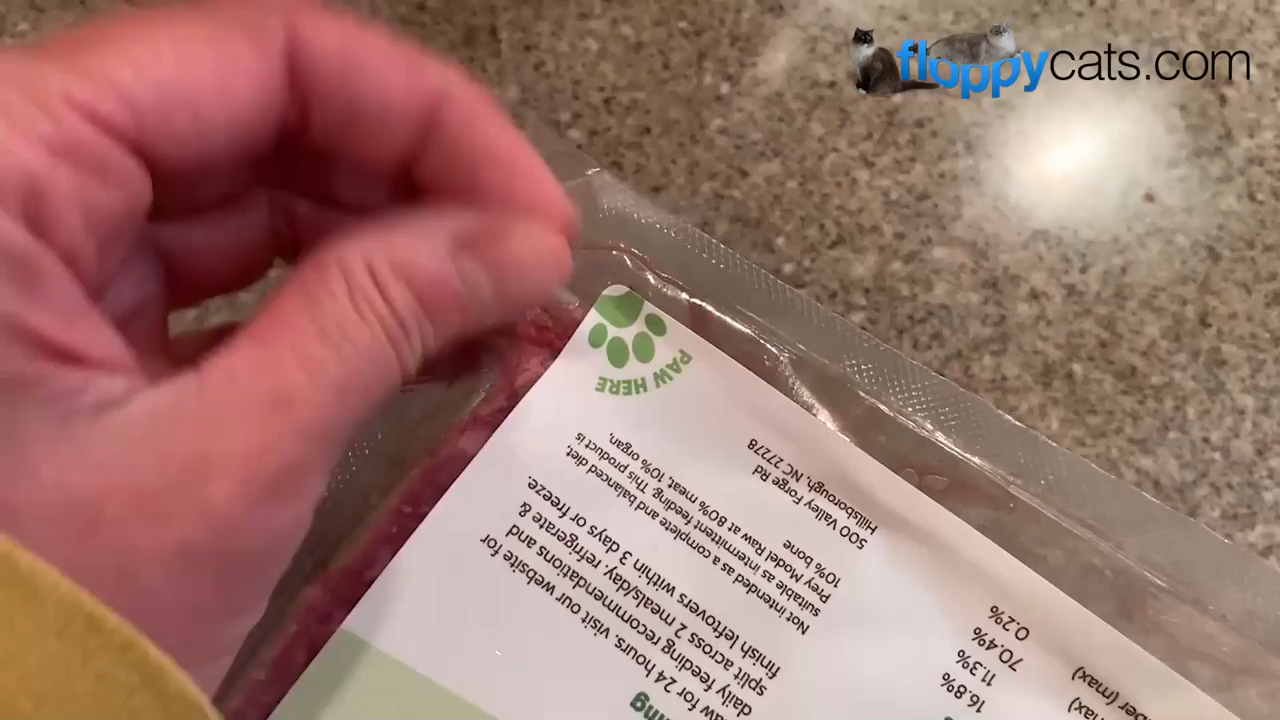 floppycats.com
PAW HERE
aw for 24 hours, visit our website for
daily feeding recommendations and
split across 2 meals/day, refrigerate &
finish leftovers within 3 days or freeze.
Not intended as a complete and balanced diet,
suitable as intermittent feeding. This product is
Prey Model Raw at 80% meat, 10% organ,
10% bone
500 Valley Forge Rd
Hillsborough, NC 27278
16.8%
11.3%
70.4%
0.2%
(max)
ber (max)